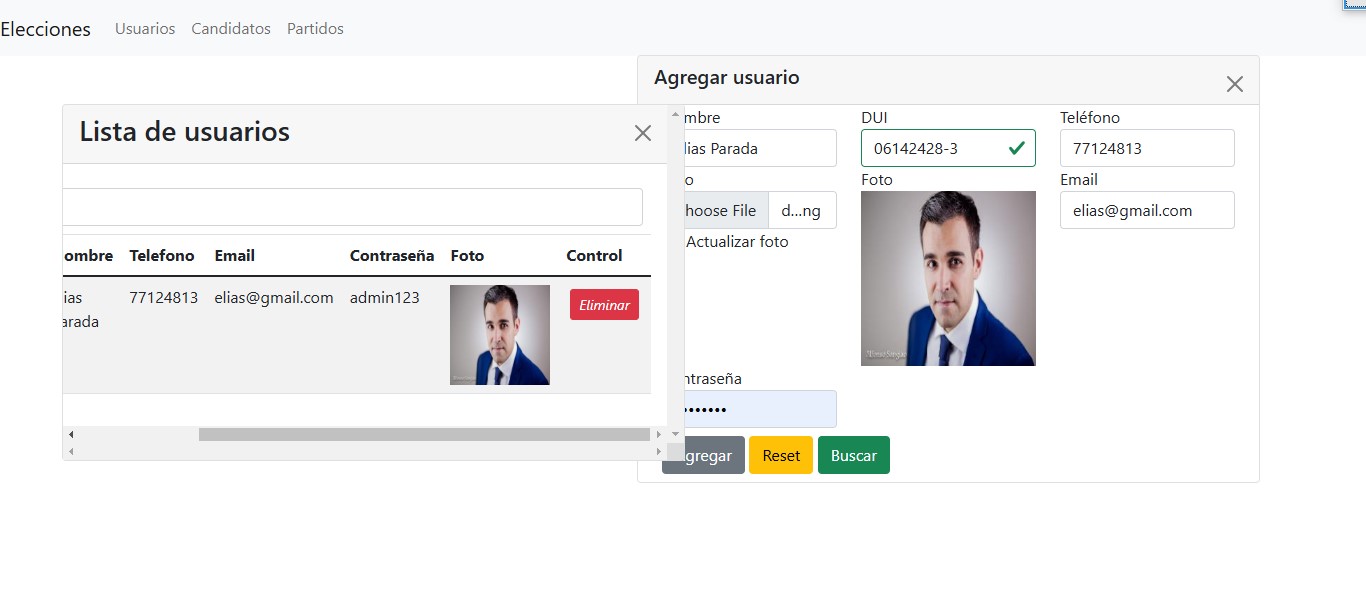 Elecciones Usuarios Candidatos Partidos
Agregar usuario
mbre DUI Teléfono
lias Parada 06142428-3 77124813
o Foto Email
hoose File d...ng elias@gmail.com
Actualizar foto
ntraseña
gregar Reset Buscar
Lista de usuarios
ombre Telefono Email Contraseña Foto Control
ias 77124813 elias@gmail.com admin123 Eliminar
arada